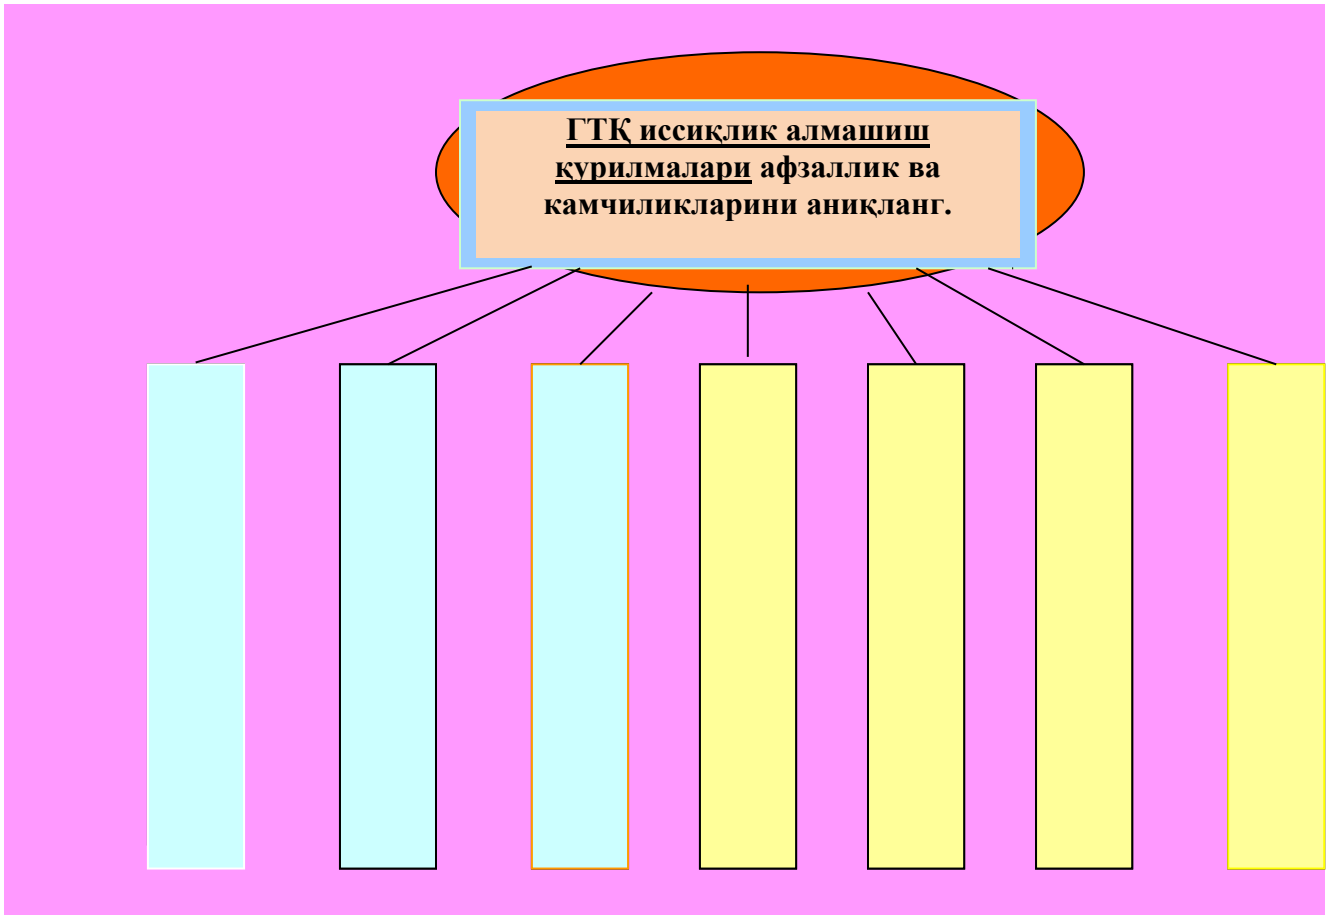 ГТҚ иссиқлик алмашиш
қурилмалари афзаллик ва
камчиликларини аниқланг.